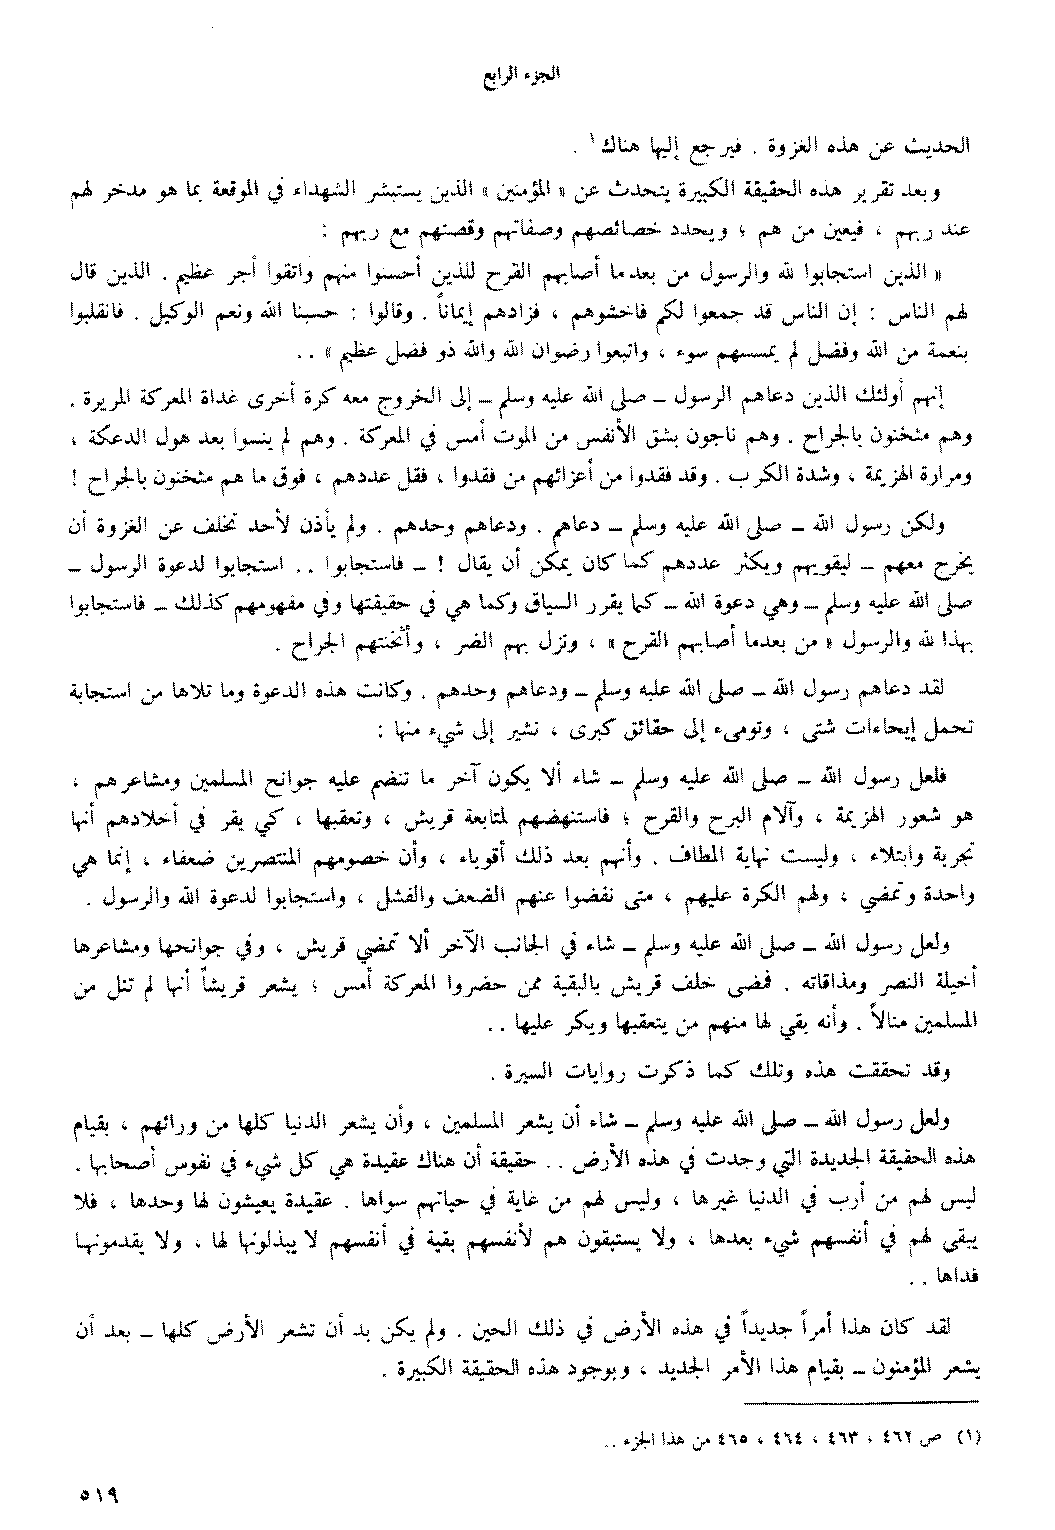 الجزء الرابع
الحديث عن هذه الغزوة . فيرجع إليها هناك¹ .
وبعد تقرير هذه الحقيقة الكبيرة يتحدث عن « المؤمنين » الذين يستبشر الشهداء في الموقعة بما هو مدخر لهم
عند ربهم ، فيعين من هم ؛ ويحدد خصائصهم وصفاتهم وقصتهم مع ربهم :
« الذين استجابوا لله والرسول من بعدما أصابهم القرح للذين أحسنوا منهم واتقوا أجر عظيم . الذين قال
لهم الناس : إن الناس قد جمعوا لكم فاخشوهم ، فزادهم إيماناً . وقالوا : حسبنا الله ونعم الوكيل . فانقلبوا
بنعمة من الله وفضل لم يمسسهم سوء ، واتبعوا رضوان الله والله ذو فضل عظيم » ..
إنهم أولئك الذين دعاهم الرسول – صلى الله عليه وسلم – إلى الخروج معه كرة أخرى غداة المعركة المريرة .
وهم مثخنون بالجراح . وهم ناجون بشق الأنفس من الموت أمس في المعركة . وهم لم ينسوا بعد هول الدعكة ،
ومرارة الهزيمة ، وشدة الكرب . وقد فقدوا من أعزائهم من فقدوا ، فقل عددهم ، فوق ما هم مثخنون بالجراح !
ولكن رسول الله – صلى الله عليه وسلم – دعاهم . ودعاهم وحدهم . ولم يأذن لأحد تخلف عن الغزوة أن
يخرج معهم – ليقويهم ويكثر عددهم كما كان يمكن أن يقال ! – فاستجابوا .. استجابوا لدعوة الرسول –
صلى الله عليه وسلم – وهي دعوة الله – كما يقرر السياق وكما هي في حقيقتها وفي مفهومهم كذلك – فاستجابوا
بهذا لله والرسول « من بعدما أصابهم القرح » ، ونزل بهم الضر ، وأثخنتهم الجراح .
لقد دعاهم رسول الله – صلى الله عليه وسلم – ودعاهم وحدهم . وكانت هذه الدعوة وما تلاها من استجابة
تحمل إيحاءات شتى ، وتومىء إلى حقائق كبرى ، نشير إلى شيء منها :
فلعل رسول الله – صلى الله عليه وسلم – شاء ألا يكون آخر ما تنضم عليه جوانح المسلمين ومشاعرهم ،
هو شعور الهزيمة ، وآلام البرح والقرح ؛ فاستنهضهم لمتابعة قريش ، وتعقبها ، كي يقر في أخلادهم أنها
تجربة وابتلاء ، وليست نهاية المطاف . وأنهم بعد ذلك أقوياء ، وأن خصومهم المنتصرين ضعفاء ، إنما هي
واحدة وتمضي ، ولهم الكرة عليهم ، متى نفضوا عنهم الضعف والفشل ، واستجابوا لدعوة الله والرسول .
ولعل رسول الله – صلى الله عليه وسلم – شاء في الجانب الآخر ألا تمضي قريش ، وفي جوانحها ومشاعرها
أخيلة النصر ومذاقاته . فمضى خلف قريش بالبقية ممن حضروا المعركة أمس ؛ يشعر قريشاً أنها لم تنل من
المسلمين منالاً . وأنه بقي لها منهم من يتعقبها ويكر عليها ..
وقد تحققت هذه وتلك كما ذكرت روايات السيرة .
ولعل رسول الله – صلى الله عليه وسلم – شاء أن يشعر المسلمين ، وأن يشعر الدنيا كلها من ورائهم ، بقيام
هذه الحقيقة الجديدة التي وجدت في هذه الأرض .. حقيقة أن هناك عقيدة هي كل شيء في نفوس أصحابها .
ليس لهم من أرب في الدنيا غيرها ، وليس لهم من غاية في حياتهم سواها . عقيدة يعيشون لها وحدها ، فلا
يبقى لهم في أنفسهم شيء بعدها ، ولا يستبقون هم لأنفسهم بقية في أنفسهم لا يبذلونها لها ، ولا يقدمونها
فداها ..
لقد كان هذا أمراً جديداً في هذه الأرض في ذلك الحين . ولم يكن بد أن تشعر الأرض كلها – بعد أن
يشعر المؤمنون – بقيام هذا الأمر الجديد ، وبوجود هذه الحقيقة الكبيرة .
(١) ص ٤٦٢ ، ٤٦٣ ، ٤٦٤ ، ٤٦٥ من هذا الجزء ..
٥١٩